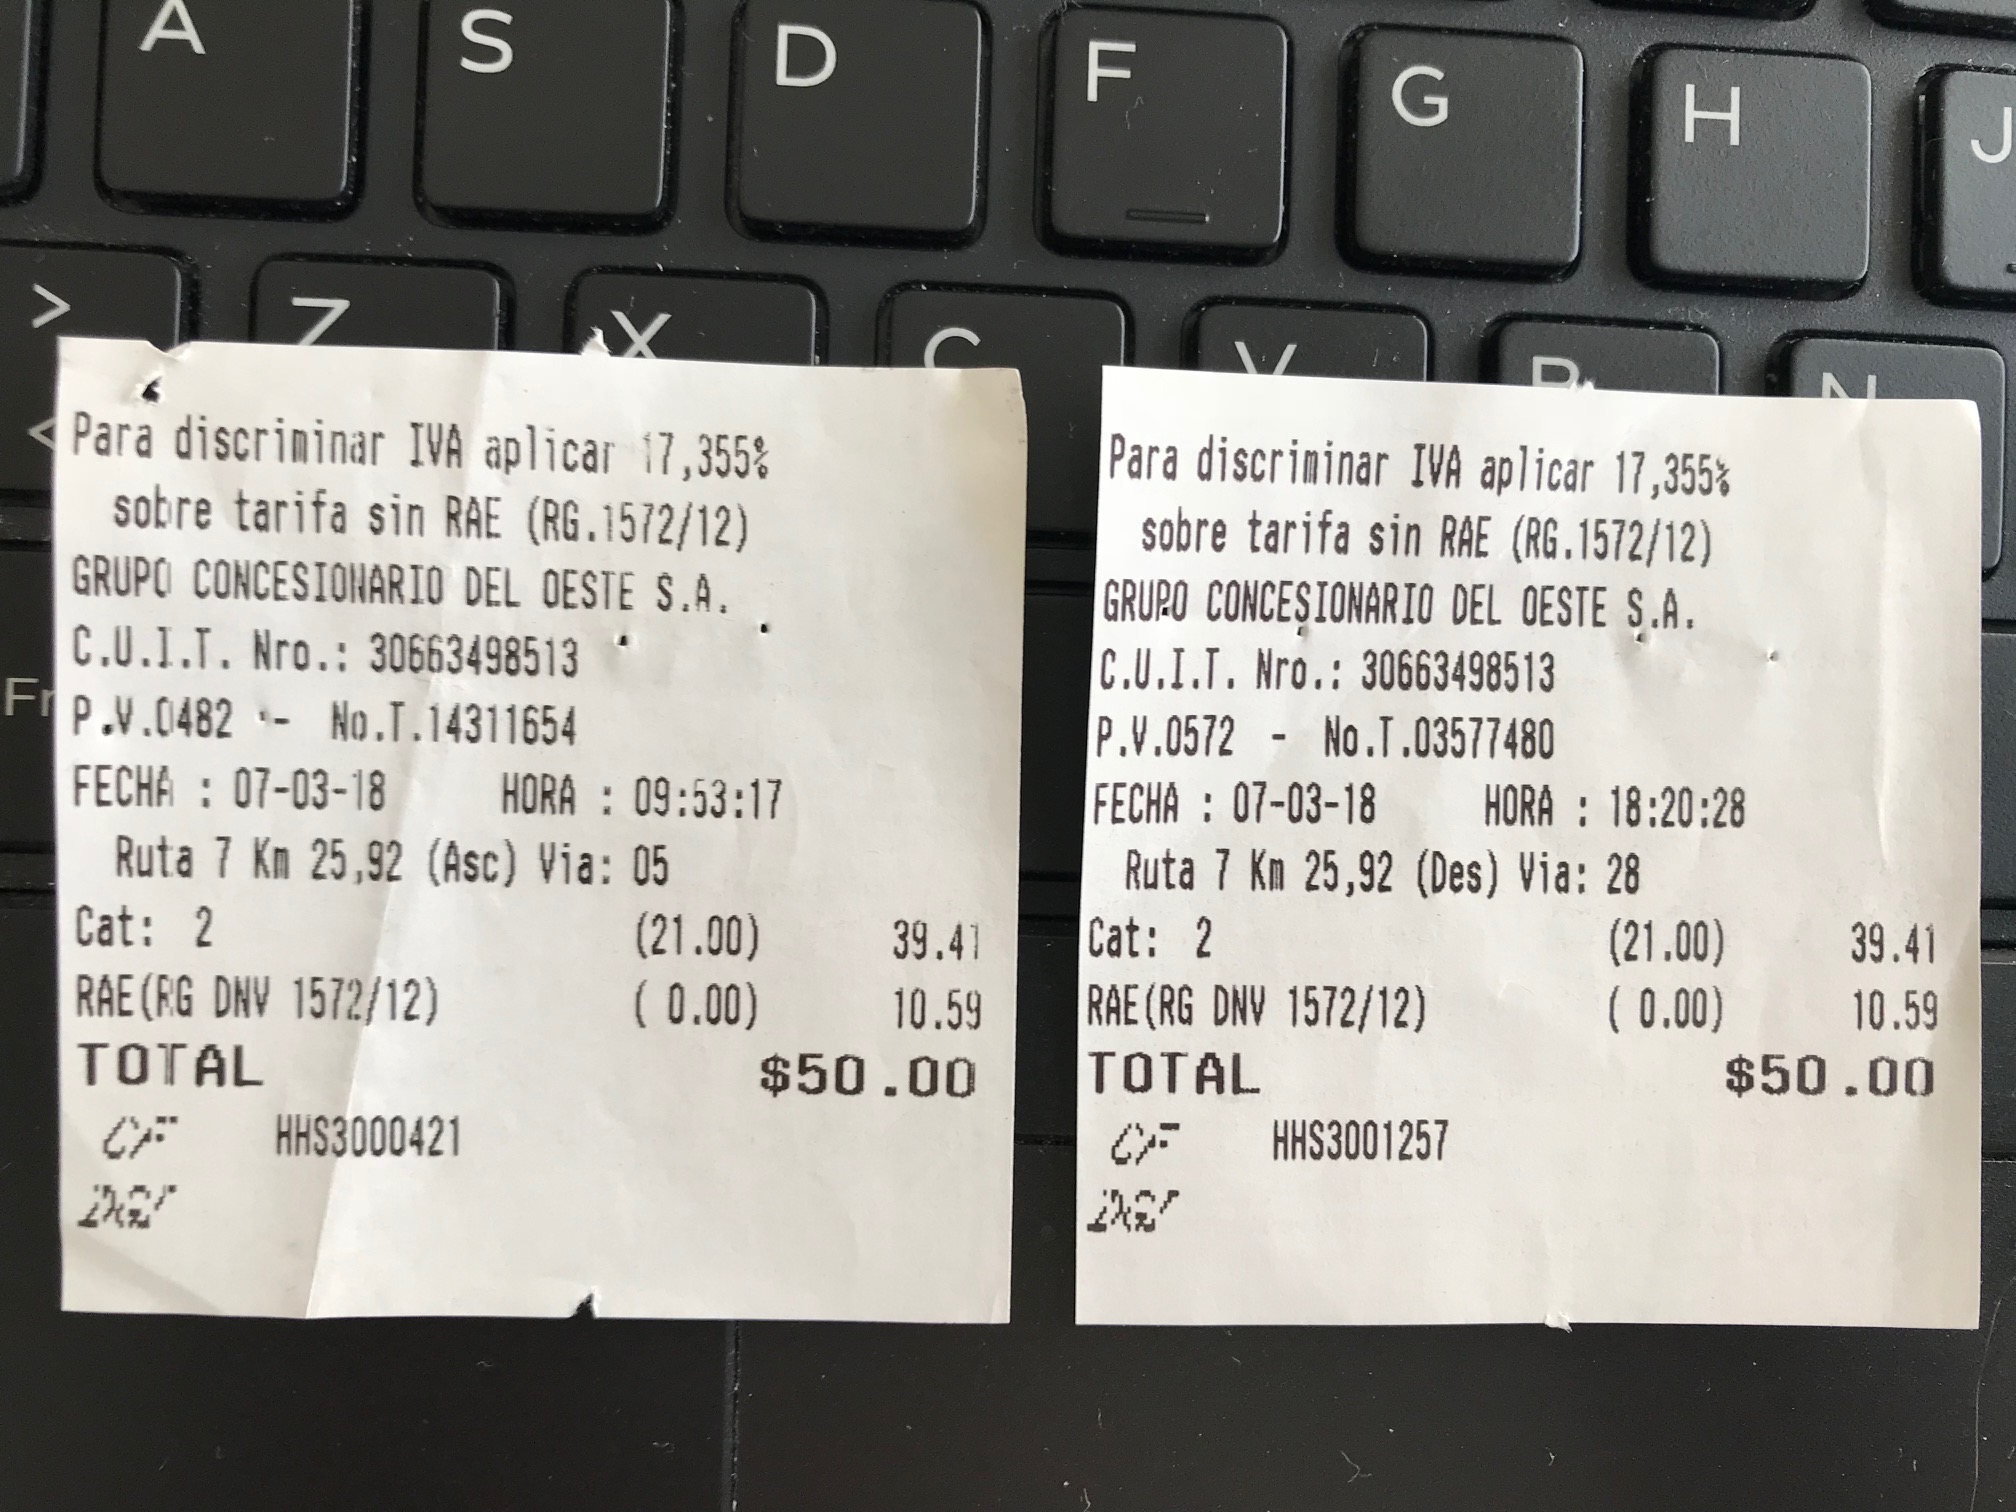 A S D F G H J
> Z X C V B N
<
Fr
Para discriminar IVA aplicar 17,355%
sobre tarifa sin RAE (RG.1572/12)
GRUPO CONCESIONARIO DEL OESTE S.A.
C.U.I.T. Nro.: 30663498513
P.V.0482 - No.T.14311654
FECHA : 07-03-18 HORA : 09:53:17
Ruta 7 Km 25,92 (Asc) Via: 05
Cat: 2 (21.00) 39.41
RAE(RG DNV 1572/12) ( 0.00) 10.59
TOTAL $50.00
CF HHS3000421
Para discriminar IVA aplicar 17,355%
sobre tarifa sin RAE (RG.1572/12)
GRUPO CONCESIONARIO DEL OESTE S.A.
C.U.I.T. Nro.: 30663498513
P.V.0572 - No.T.03577480
FECHA : 07-03-18 HORA : 18:20:28
Ruta 7 Km 25,92 (Des) Via: 28
Cat: 2 (21.00) 39.41
RAE(RG DNV 1572/12) ( 0.00) 10.59
TOTAL $50.00
CF HHS3001257